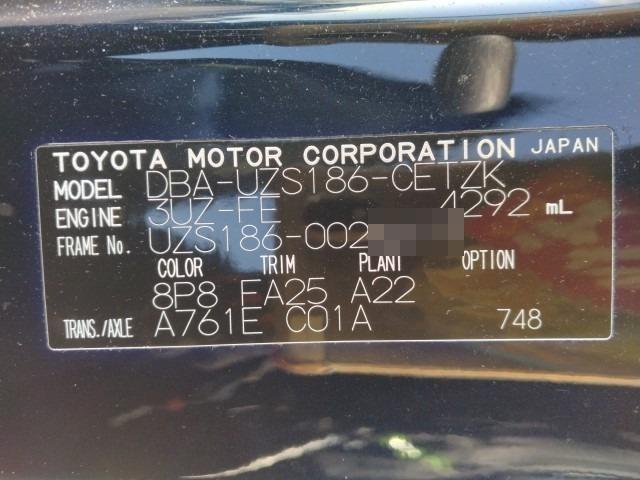 TOYOTA MOTOR CORPORATION JAPAN
MODEL DBA-UZS186-CETZK
ENGINE 3UZ-FE 4292 mL
FRAME No. UZS186-002
COLOR TRIM PLANT OPTION
8P8 FA25 A22
TRANS./AXLE A761E C01A 748